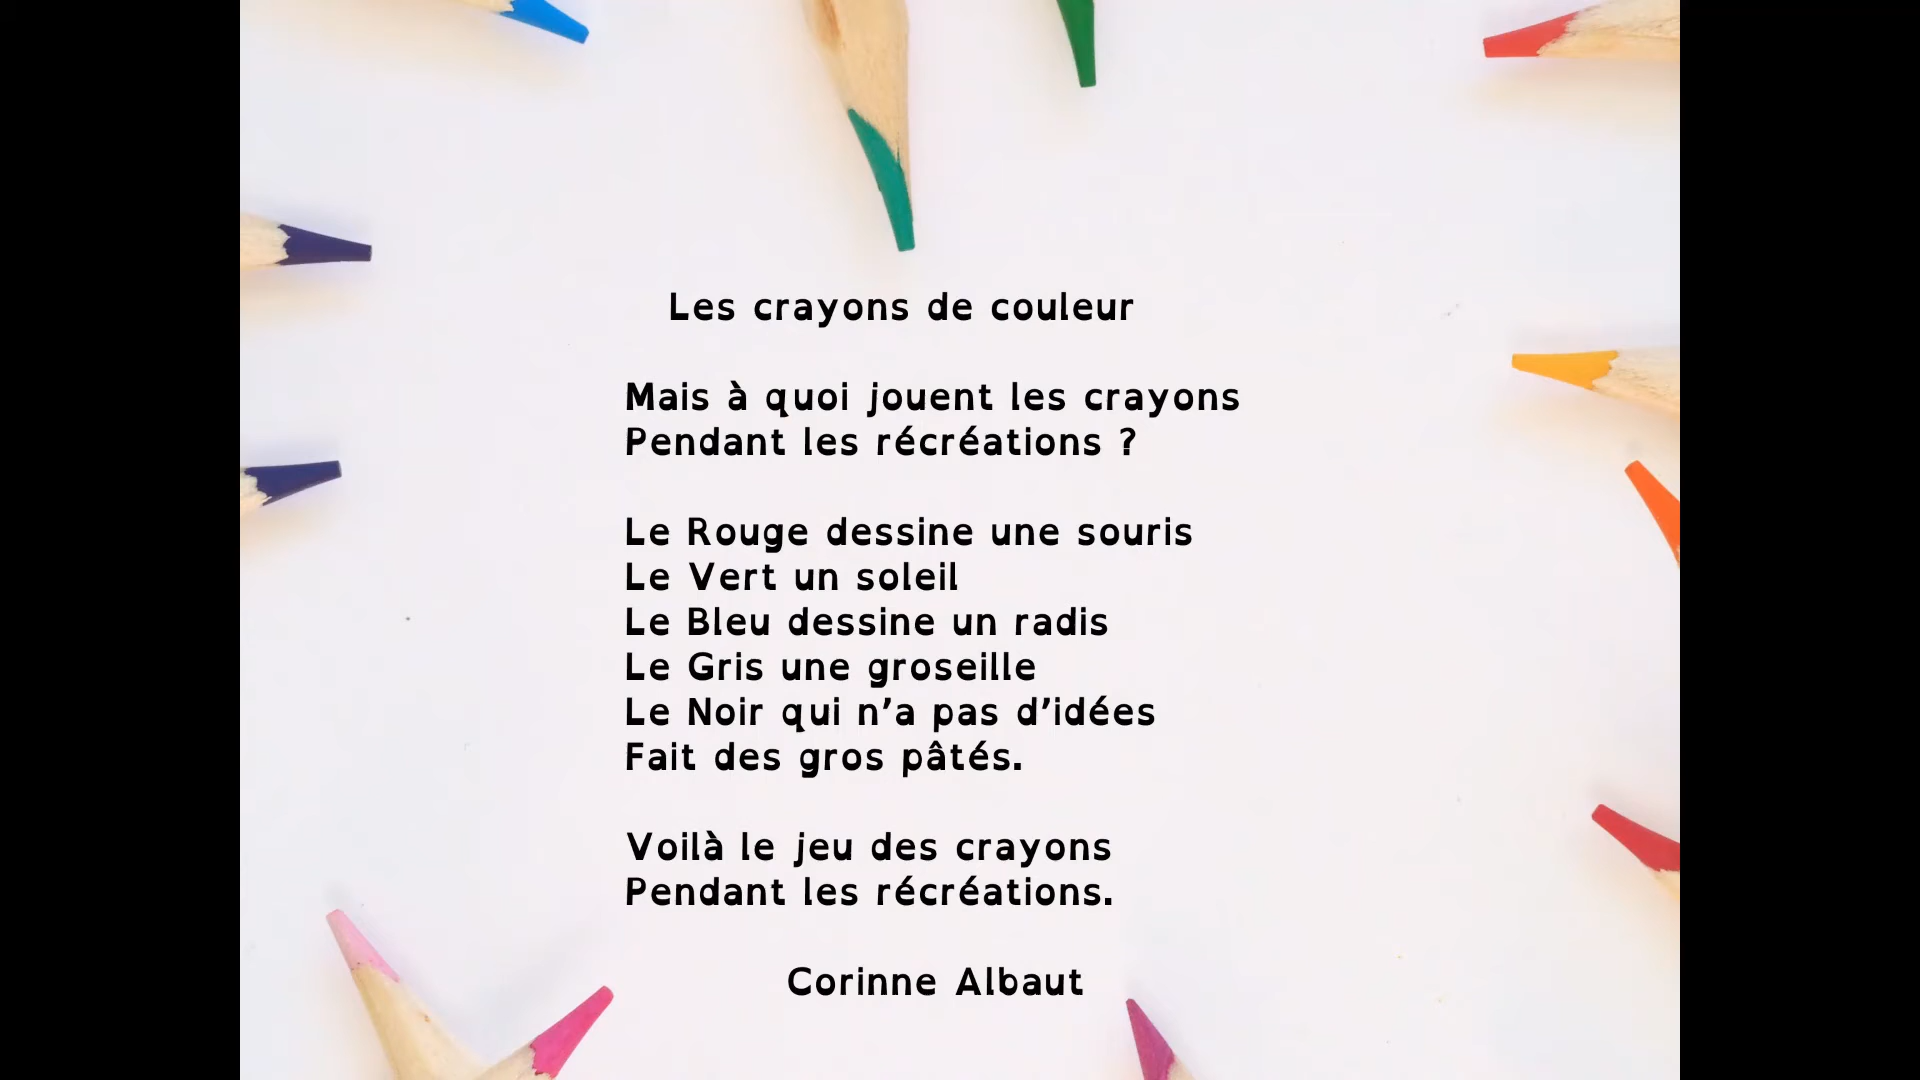 Les crayons de couleur
Mais à quoi jouent les crayons
Pendant les récréations ?
Le Rouge dessine une souris
Le Vert un soleil
Le Bleu dessine un radis
Le Gris une groseille
Le Noir qui n’a pas d’idées
Fait des gros pâtés.
Voilà le jeu des crayons
Pendant les récréations.
Corinne Albaut